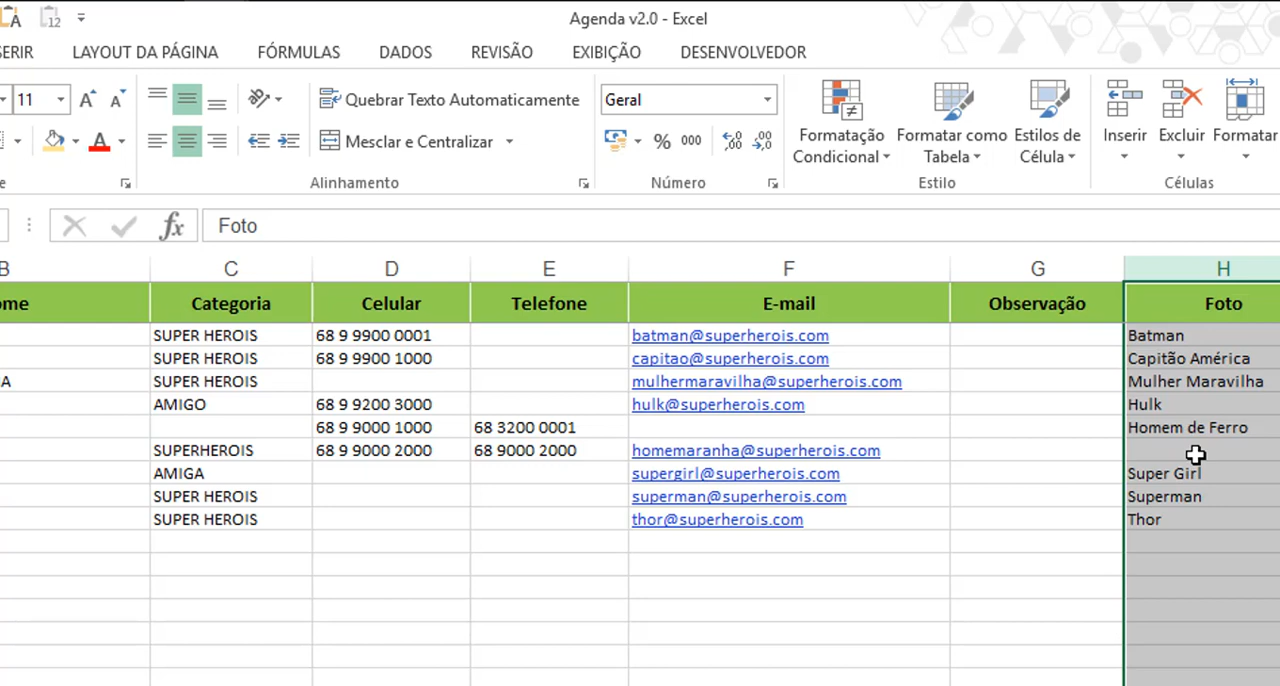 12
Agenda v2.0 - Excel
SERIR LAYOUT DA PÁGINA FÓRMULAS DADOS REVISÃO EXIBIÇÃO DESENVOLVEDOR
11 A A Quebrar Texto Automaticamente Geral
A Mesclar e Centralizar % 000 ,00 ,00
Formatação Condicional
Formatar como Tabela
Estilos de Célula
Inserir Excluir Formatar
Alinhamento Número Estilo Células
fx Foto
B C D E F G H
ome Categoria Celular Telefone E-mail Observação Foto
SUPER HEROIS 68 9 9900 0001 batman@superherois.com Batman
SUPER HEROIS 68 9 9900 1000 capitao@superherois.com Capitão América
A SUPER HEROIS mulhermaravilha@superherois.com Mulher Maravilha
AMIGO 68 9 9200 3000 hulk@superherois.com Hulk
68 9 9000 1000 68 3200 0001 Homem de Ferro
SUPERHEROIS 68 9 9000 2000 68 9000 2000 homemaranha@superherois.com
AMIGA supergirl@superherois.com Super Girl
SUPER HEROIS superman@superherois.com Superman
SUPER HEROIS thor@superherois.com Thor